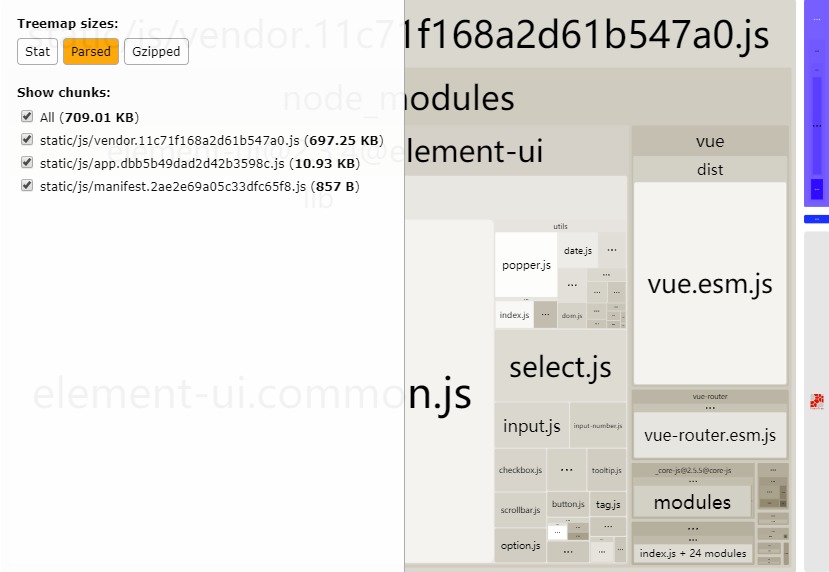 Treemap sizes:
Stat Parsed Gzipped
Show chunks:
All (709.01 KB)
static/js/vendor.11c71f168a2d61b547a0.js (697.25 KB)
static/js/app.dbb5b49dad2d42b3598c.js (10.93 KB)
static/js/manifest.2ae2e69a05c33dfc65f8.js (857 B)
static/js/vendor.11c71f168a2d61b547a0.js
node_modules
element-ui
lib
element-ui.common.js
utils
popper.js
date.js
...
...
...
index.js
...
dom.js
select.js
input.js
input-number.js
checkbox.js
...
tooltip.js
scrollbar.js
button.js
tag.js
option.js
...
...
vue
dist
vue.esm.js
vue-router
...
vue-router.esm.js
_core-js@2.5.5@core-js
...
modules
...
...
index.js + 24 modules